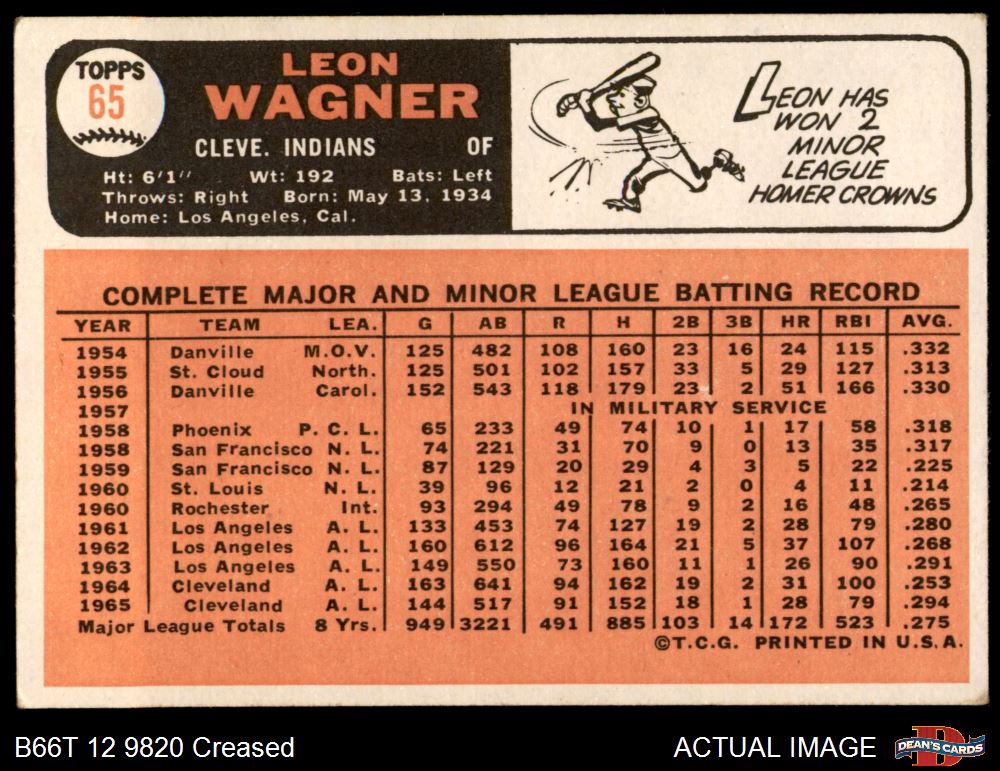 TOPPS
65
LEON
WAGNER
CLEVE. INDIANS OF
Ht: 6'1" Wt: 192 Bats: Left
Throws: Right Born: May 13, 1934
Home: Los Angeles, Cal.
LEON HAS
WON 2
MINOR
LEAGUE
HOMER CROWNS
COMPLETE MAJOR AND MINOR LEAGUE BATTING RECORD
YEAR TEAM LEA. G AB R H 2B 3B HR RBI AVG.
1954 Danville M.O.V. 125 482 108 160 23 16 24 115 .332
1955 St. Cloud North. 125 501 102 157 33 5 29 127 .313
1956 Danville Carol. 152 543 118 179 23 2 51 166 .330
1957 IN MILITARY SERVICE
1958 Phoenix P. C. L. 65 233 49 74 10 1 17 58 .318
1958 San Francisco N. L. 74 221 31 70 9 0 13 35 .317
1959 San Francisco N. L. 87 129 20 29 4 3 5 22 .225
1960 St. Louis N. L. 39 96 12 21 2 0 4 11 .214
1960 Rochester Int. 93 294 49 78 9 2 16 48 .265
1961 Los Angeles A. L. 133 453 74 127 19 2 28 79 .280
1962 Los Angeles A. L. 160 612 96 164 21 5 37 107 .268
1963 Los Angeles A. L. 149 550 73 160 11 1 26 90 .291
1964 Cleveland A. L. 163 641 94 162 19 2 31 100 .253
1965 Cleveland A. L. 144 517 91 152 18 1 28 79 .294
Major League Totals 8 Yrs. 949 3221 491 885 103 14 172 523 .275
©T.C.G. PRINTED IN U.S.A.
B66T 12 9820 Creased ACTUAL IMAGE DEAN'S CARDS